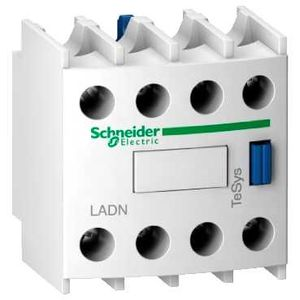 Schneider
Electric
LADN
TeSys